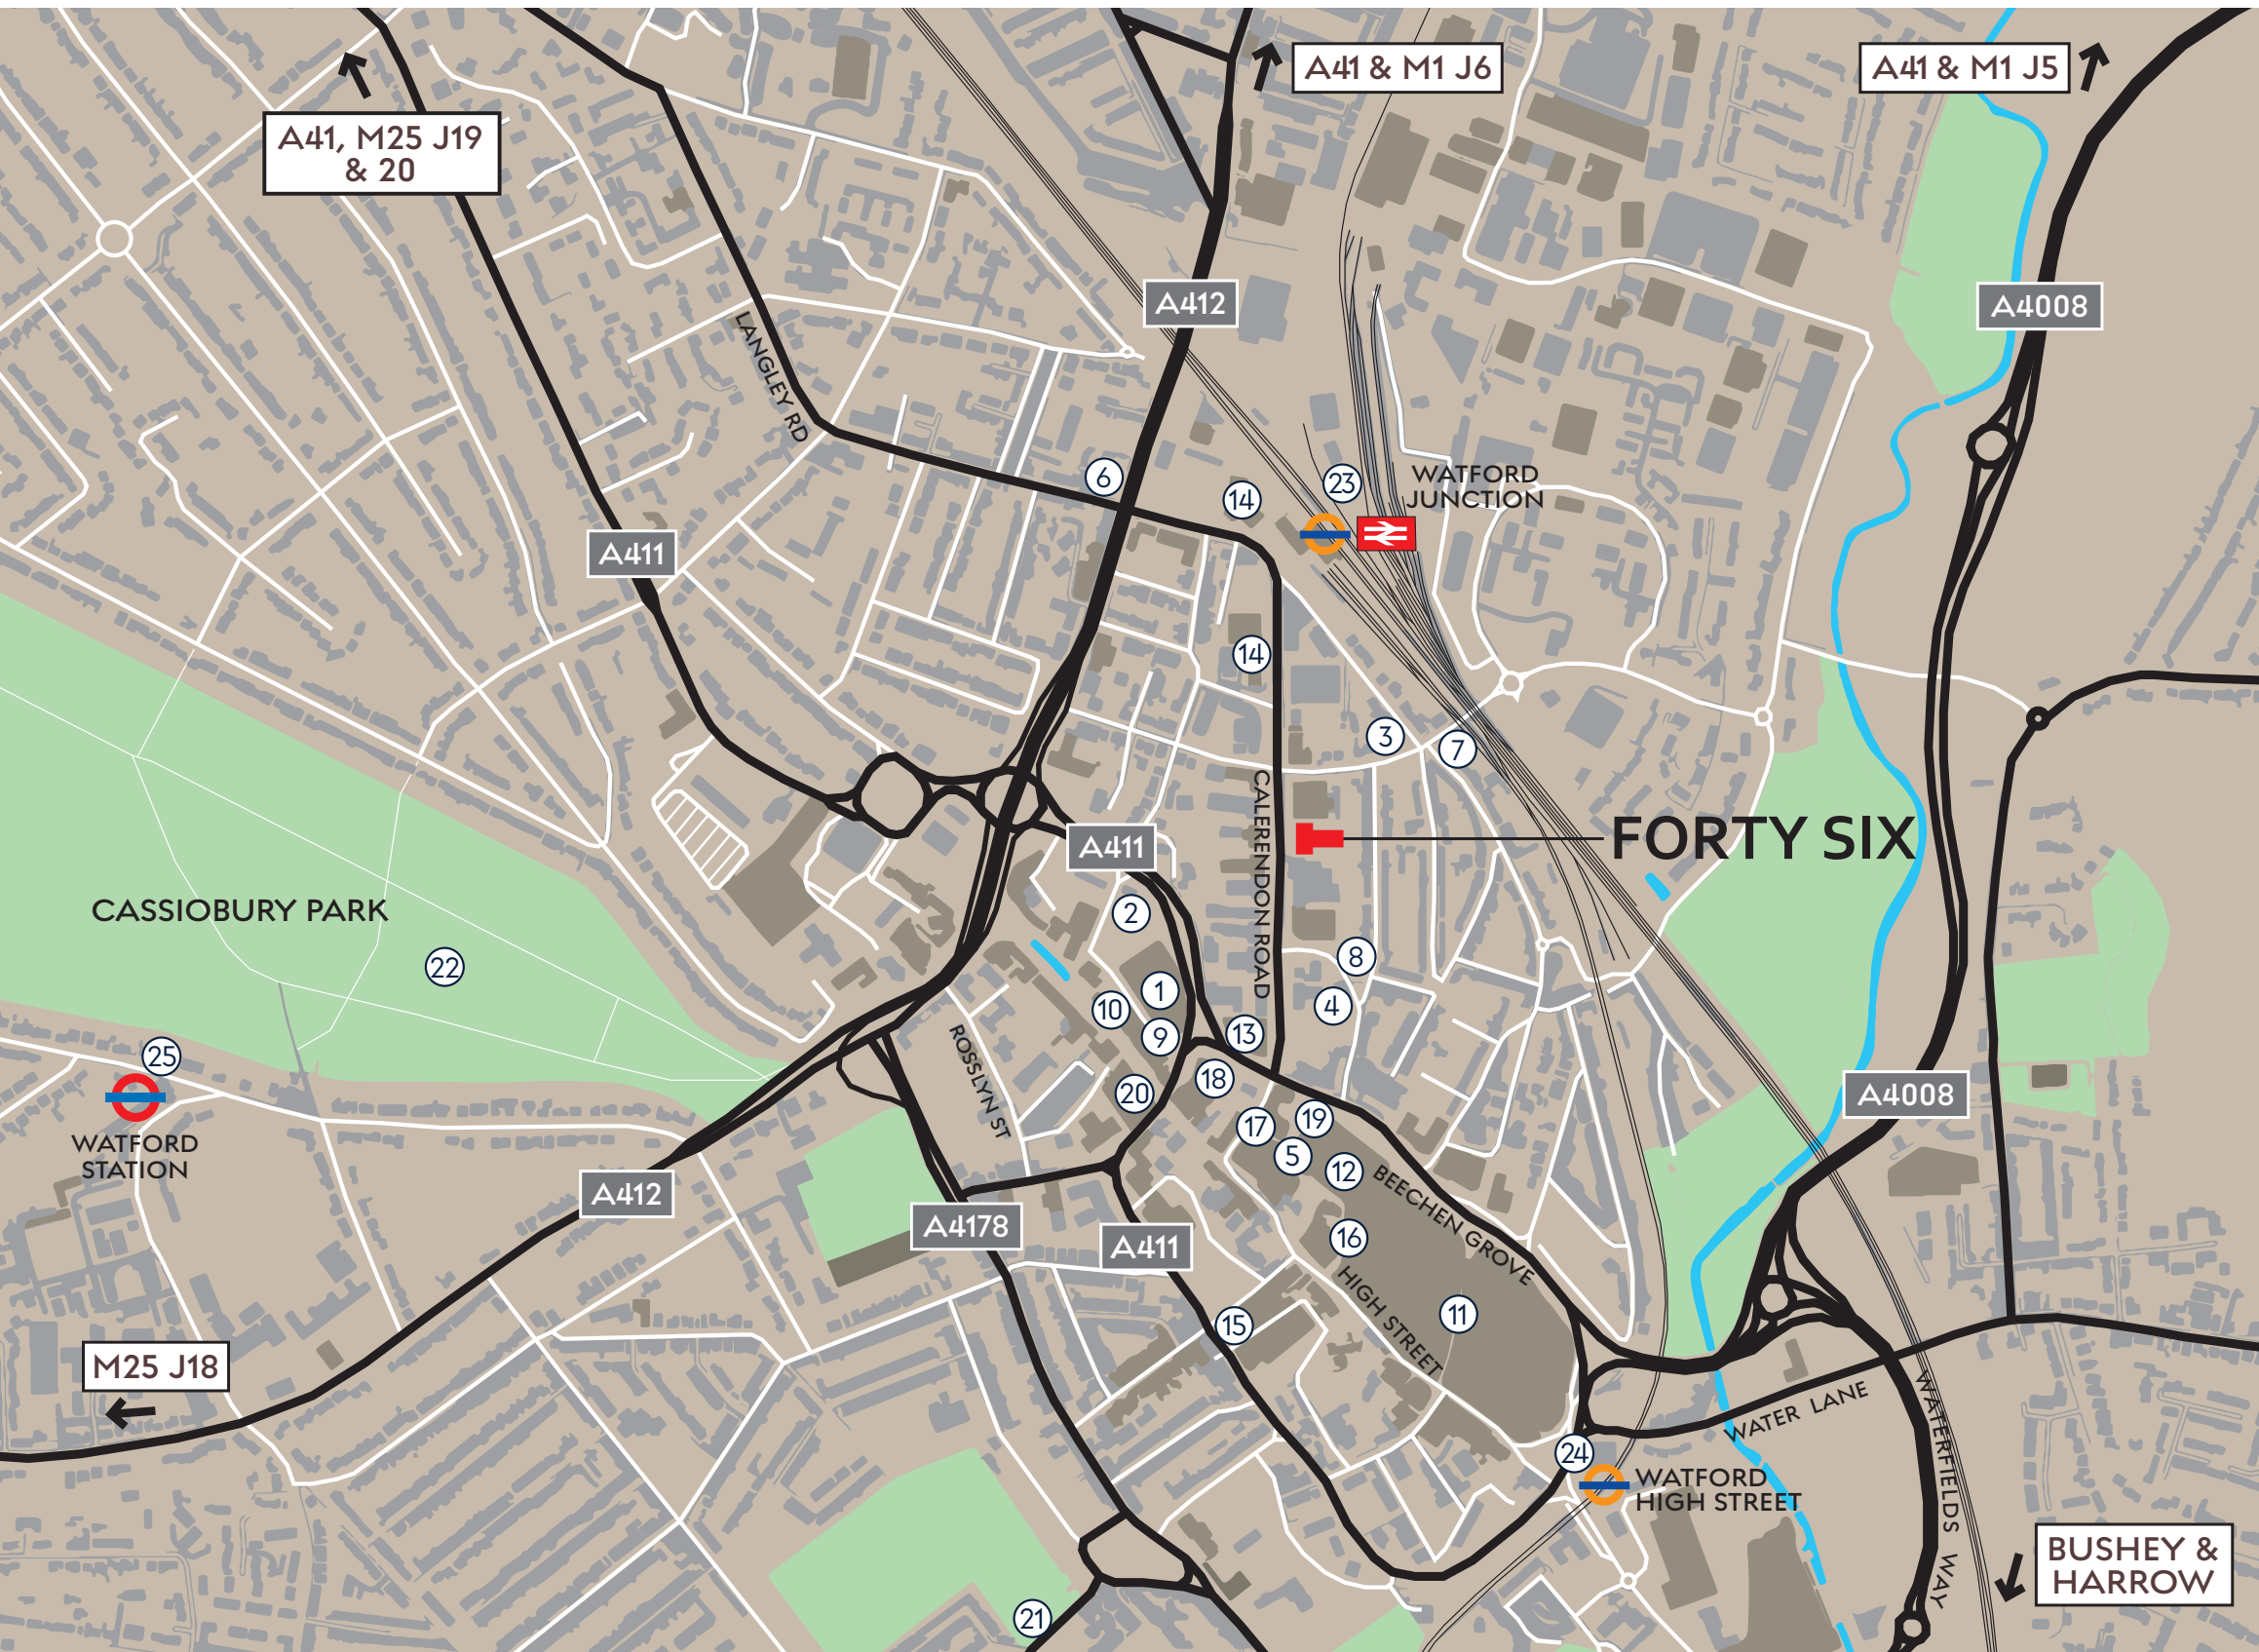 A41 & M1 J6
A41 & M1 J5
A41, M25 J19
& 20
A412
A4008
LANGLEY RD
6
14
23
WATFORD
JUNCTION
A411
14
3
7
CALERENDON ROAD
FORTY SIX
A411
CASSIOBURY PARK
2
22
8
1
10
4
9
13
25
ROSSLYN ST
18
20
A4008
WATFORD
STATION
17
19
5
12
BEECHEN GROVE
A412
A4178
A411
16
HIGH STREET
11
15
M25 J18
WATER LANE
WATERFIELDS WAY
24
WATFORD
HIGH STREET
BUSHEY &
HARROW
21